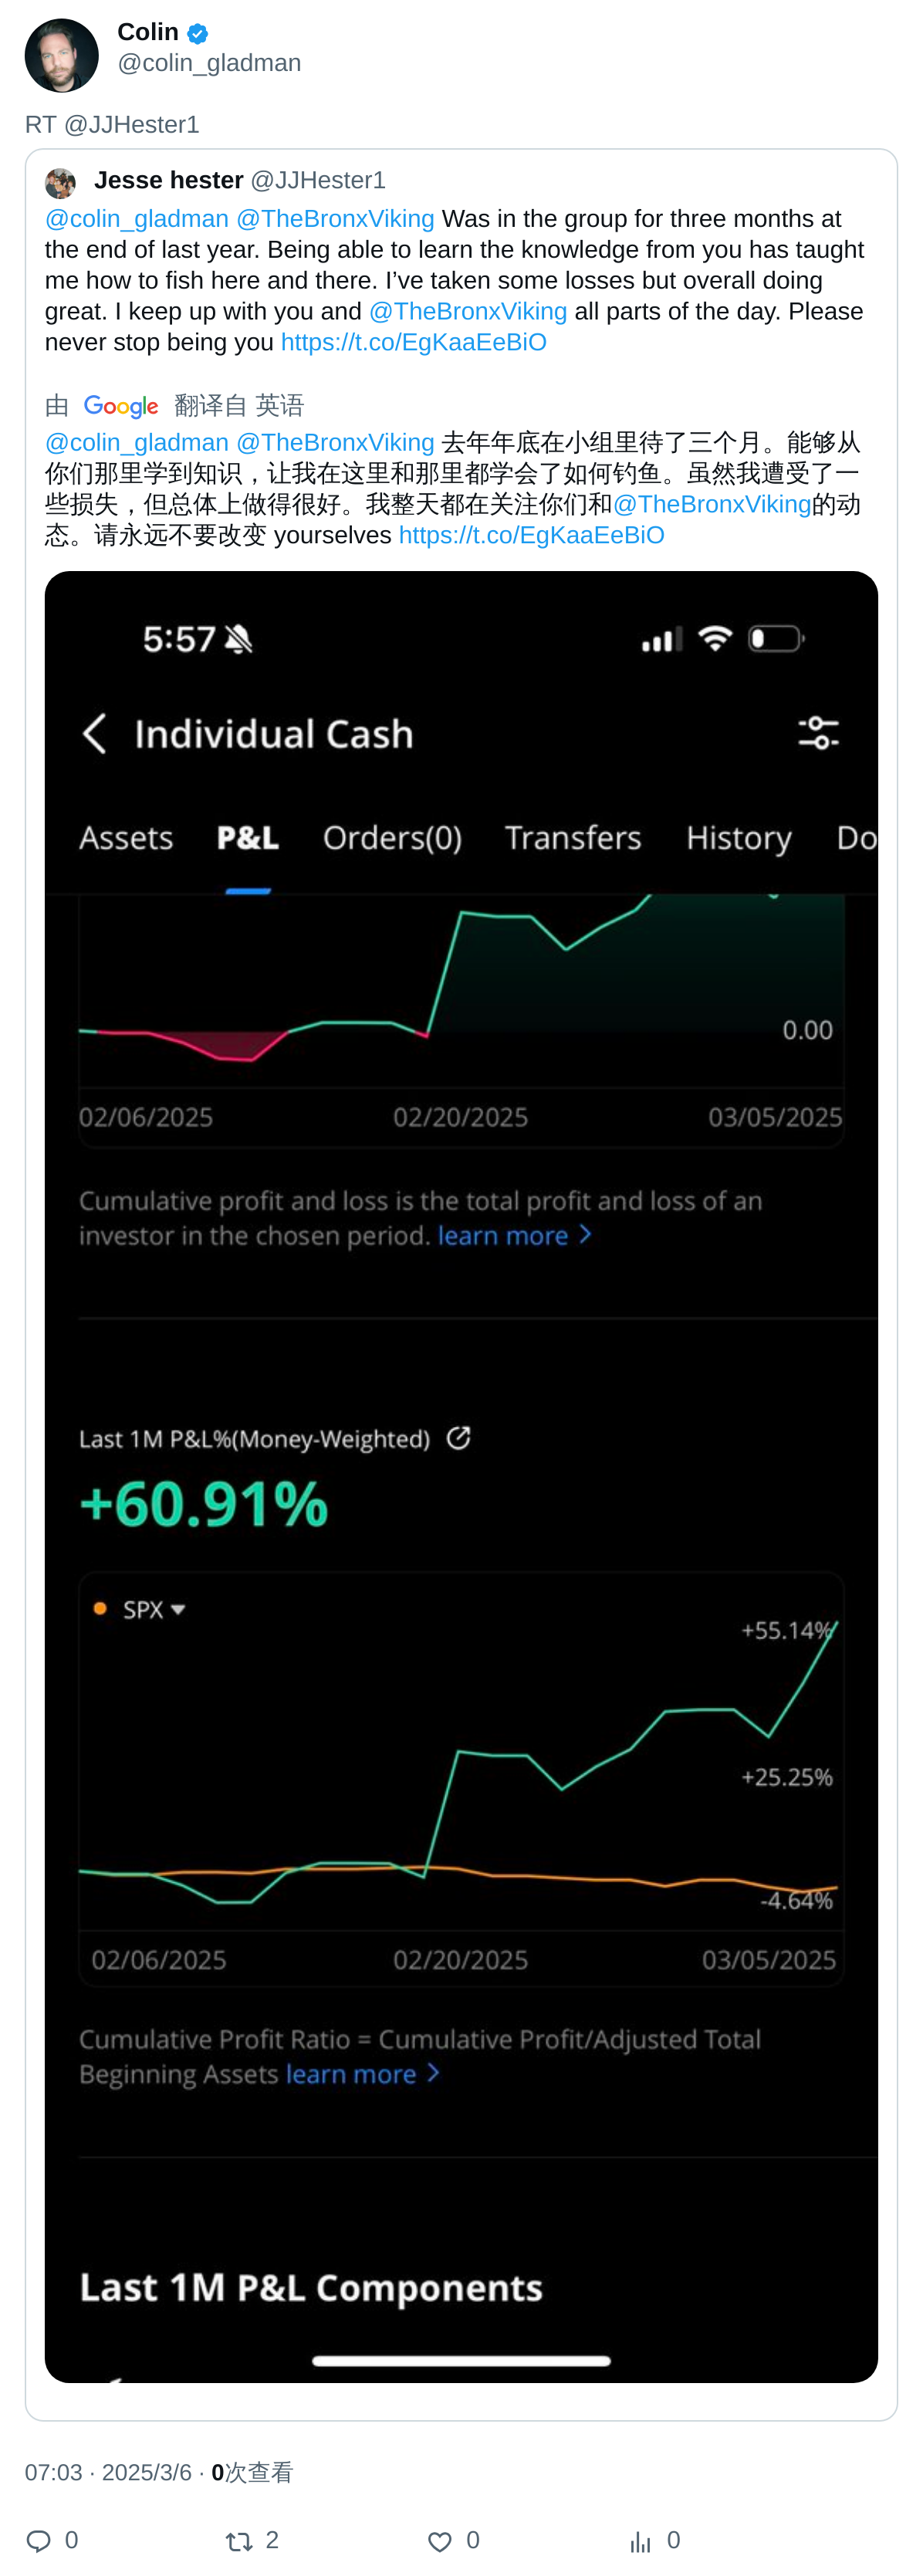 Colin
@colin_gladman
RT @JJHester1
Jesse hester @JJHester1
@colin_gladman @TheBronxViking Was in the group for three months at
the end of last year. Being able to learn the knowledge from you has taught
me how to fish here and there. I’ve taken some losses but overall doing
great. I keep up with you and @TheBronxViking all parts of the day. Please
never stop being you https://t.co/EgKaaEeBiO
由 Google 翻译自 英语
@colin_gladman @TheBronxViking 去年年底在小组里待了三个月。能够从
你们那里学到知识，让我在这里和那里都学会了如何钓鱼。虽然我遭受了一
些损失，但总体上做得很好。我整天都在关注你们和@TheBronxViking的动
态。请永远不要改变 yourselves https://t.co/EgKaaEeBiO
5:57
Individual Cash
Assets P&L Orders(0) Transfers History Do
0.00
02/06/2025 02/20/2025 03/05/2025
Cumulative profit and loss is the total profit and loss of an
investor in the chosen period. learn more >
Last 1M P&L%(Money-Weighted)
+60.91%
SPX
+55.14%
+25.25%
-4.64%
02/06/2025 02/20/2025 03/05/2025
Cumulative Profit Ratio = Cumulative Profit/Adjusted Total
Beginning Assets learn more >
Last 1M P&L Components
07:03 · 2025/3/6 · 0次查看
0 2 0 0